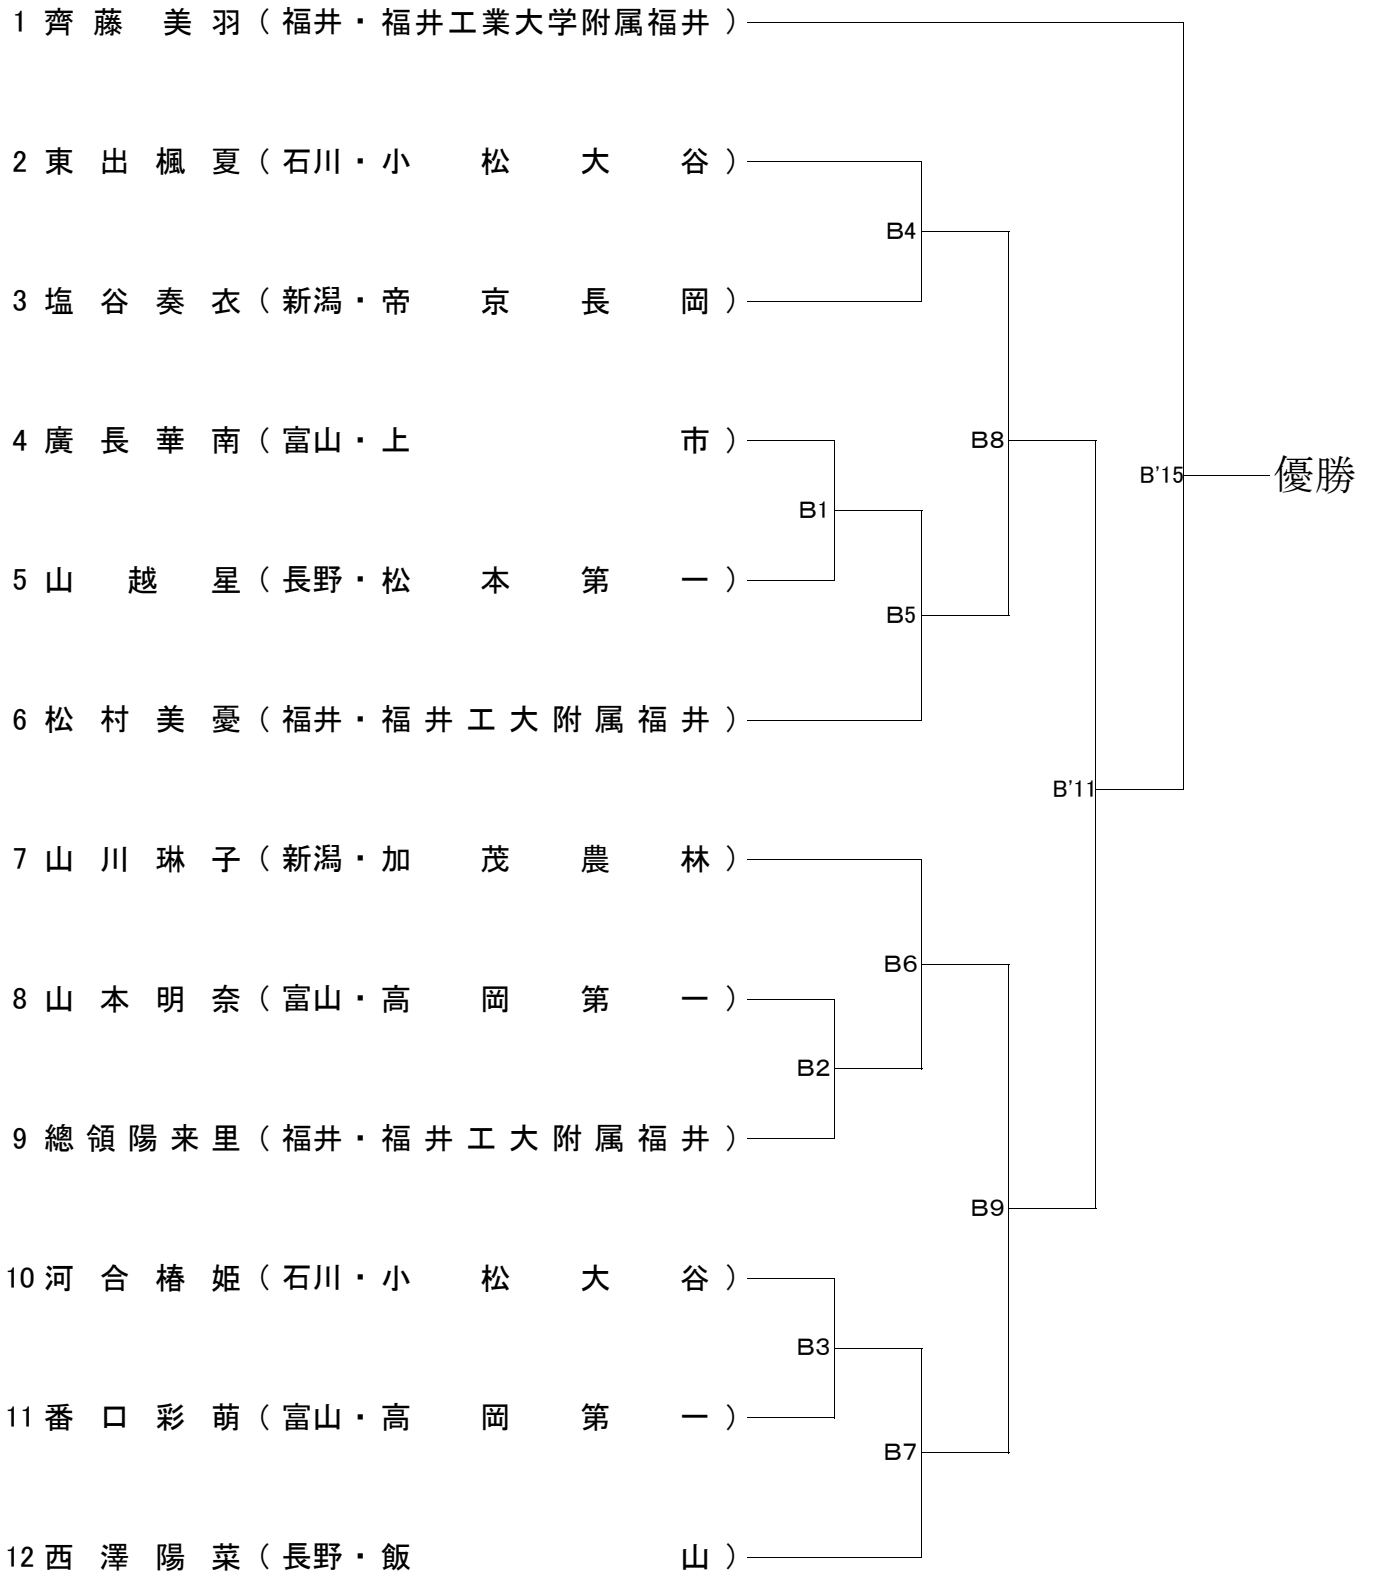 1 齊藤 美羽（福井・福井工業大学附属福井）
2 東出楓夏（石川・小松大谷）
B4
3 塩谷奏衣（新潟・帝京長岡）
4 廣長華南（富山・上市）
B8
B'15 優勝
B1
5 山越星（長野・松本第一）
B5
6 松村美憂（福井・福井工大附属福井）
B'11
7 山川琳子（新潟・加茂農林）
B6
8 山本明奈（富山・高岡第一）
B2
9 總領陽来里（福井・福井工大附属福井）
B9
10 河合椿姫（石川・小松大谷）
B3
11 番口彩萌（富山・高岡第一）
B7
12 西澤陽菜（長野・飯山）